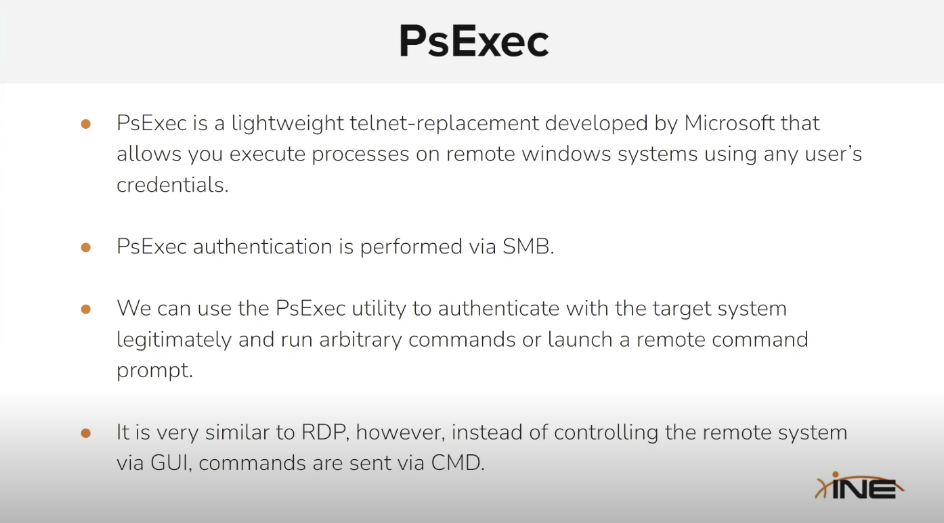 PsExec
● PsExec is a lightweight telnet-replacement developed by Microsoft that
allows you execute processes on remote windows systems using any user's
credentials.
● PsExec authentication is performed via SMB.
● We can use the PsExec utility to authenticate with the target system
legitimately and run arbitrary commands or launch a remote command
prompt.
● It is very similar to RDP, however, instead of controlling the remote system
via GUI, commands are sent via CMD.
INE